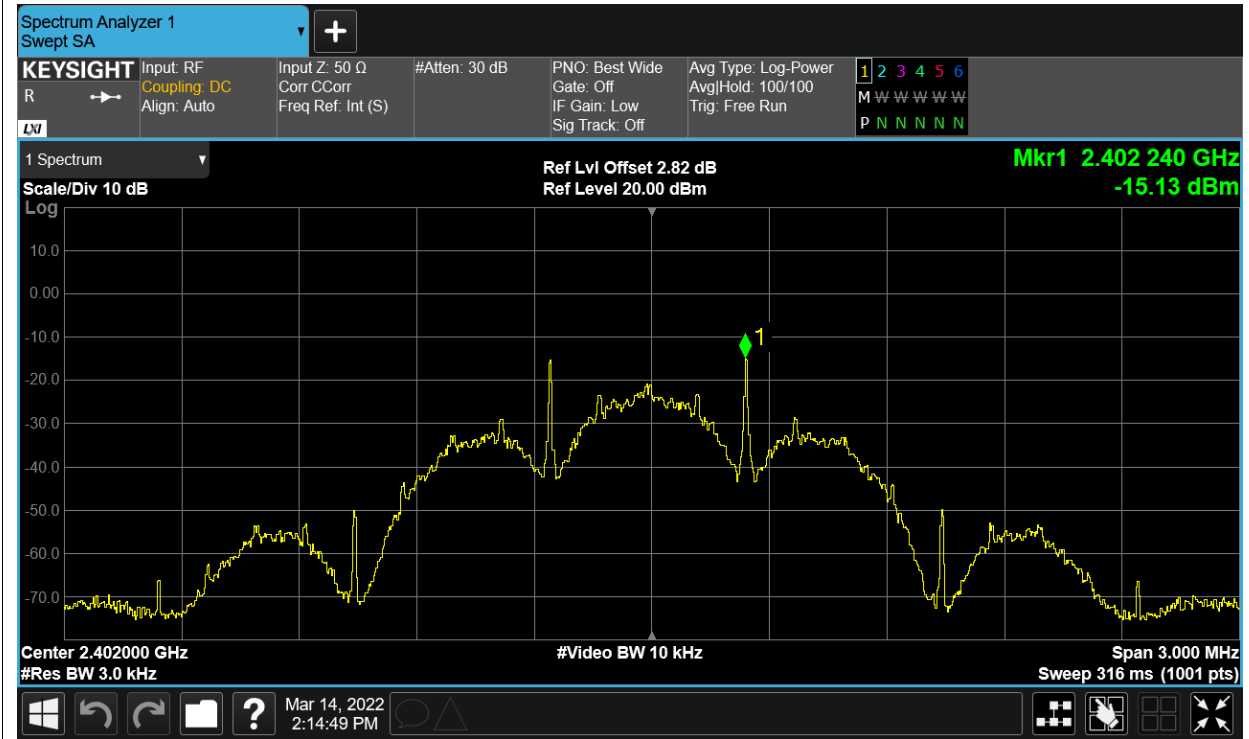 Spectrum Analyzer 1
Swept SA
+
KEYSIGHT
R
LXI
Input: RF
Coupling: DC
Align: Auto
Input Z: 50 Ω
Corr CCorr
Freq Ref: Int (S)
#Atten: 30 dB
PNO: Best Wide
Gate: Off
IF Gain: Low
Sig Track: Off
Avg Type: Log-Power
Avg|Hold: 100/100
Trig: Free Run
1 2 3 4 5 6
M W W W W W W
P N N N N N N
1 Spectrum
Scale/Div 10 dB
Log
Ref Lvl Offset 2.82 dB
Ref Level 20.00 dBm
Mkr1 2.402 240 GHz
-15.13 dBm
10.0
0.00
-10.0
-20.0
-30.0
-40.0
-50.0
-60.0
-70.0
1
Center 2.402000 GHz
#Res BW 3.0 kHz
#Video BW 10 kHz
Span 3.000 MHz
Sweep 316 ms (1001 pts)
?
Mar 14, 2022
2:14:49 PM